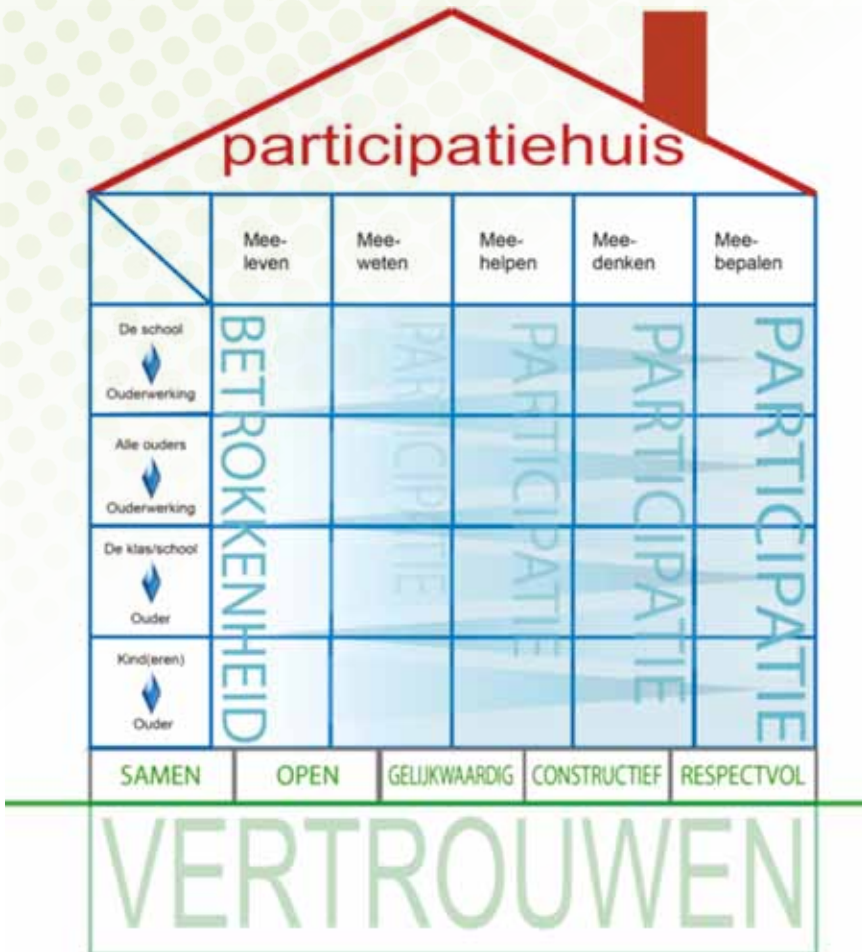 participatiehuis
Mee-
leven
Mee-
weten
Mee-
helpen
Mee-
denken
Mee-
bepalen
De school
Ouderwerking
Alle ouders
Ouderwerking
De klas/school
Ouder
Kind(eren)
Ouder
BETROKKENHEID
PARTICIPATIE
PARTICIPATIE
PARTICIPATIE
PARTICIPATIE
SAMEN
OPEN
GELIJKWAARDIG
CONSTRUCTIEF
RESPECTVOL
VERTROUWEN